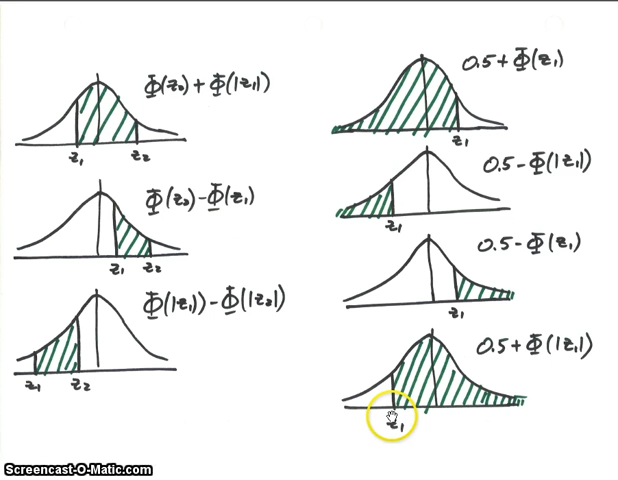 Φ(z₂) + Φ(|z₁|)
z₁ z₂
Φ(z₂) - Φ(z₁)
z₁ z₂
Φ(|z₁|) - Φ(|z₂|)
z₁ z₂
0.5 + Φ(z₁)
z₁
0.5 - Φ(|z₁|)
z₁
0.5 - Φ(z₁)
z₁
0.5 + Φ(|z₁|)
z₁
Screencast-O-Matic.com